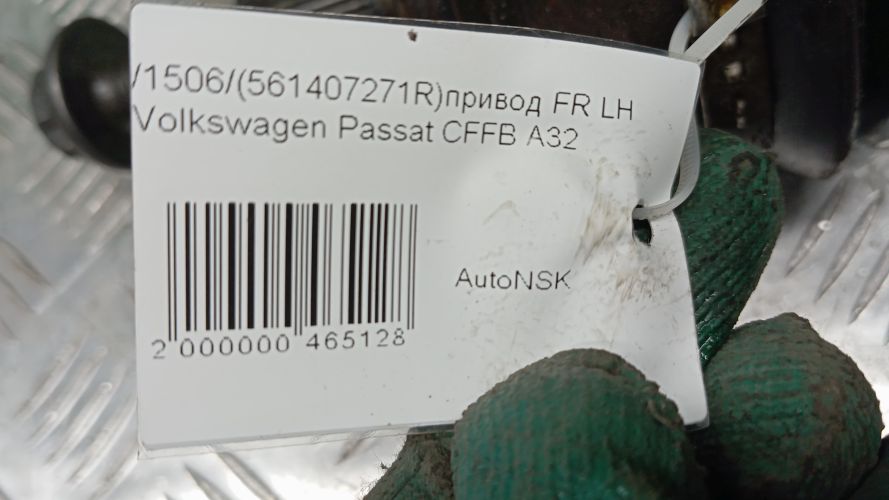 /1506/(561407271R)привод FR LH
Volkswagen Passat CFFB A32
AutoNSK
2 000000 465128